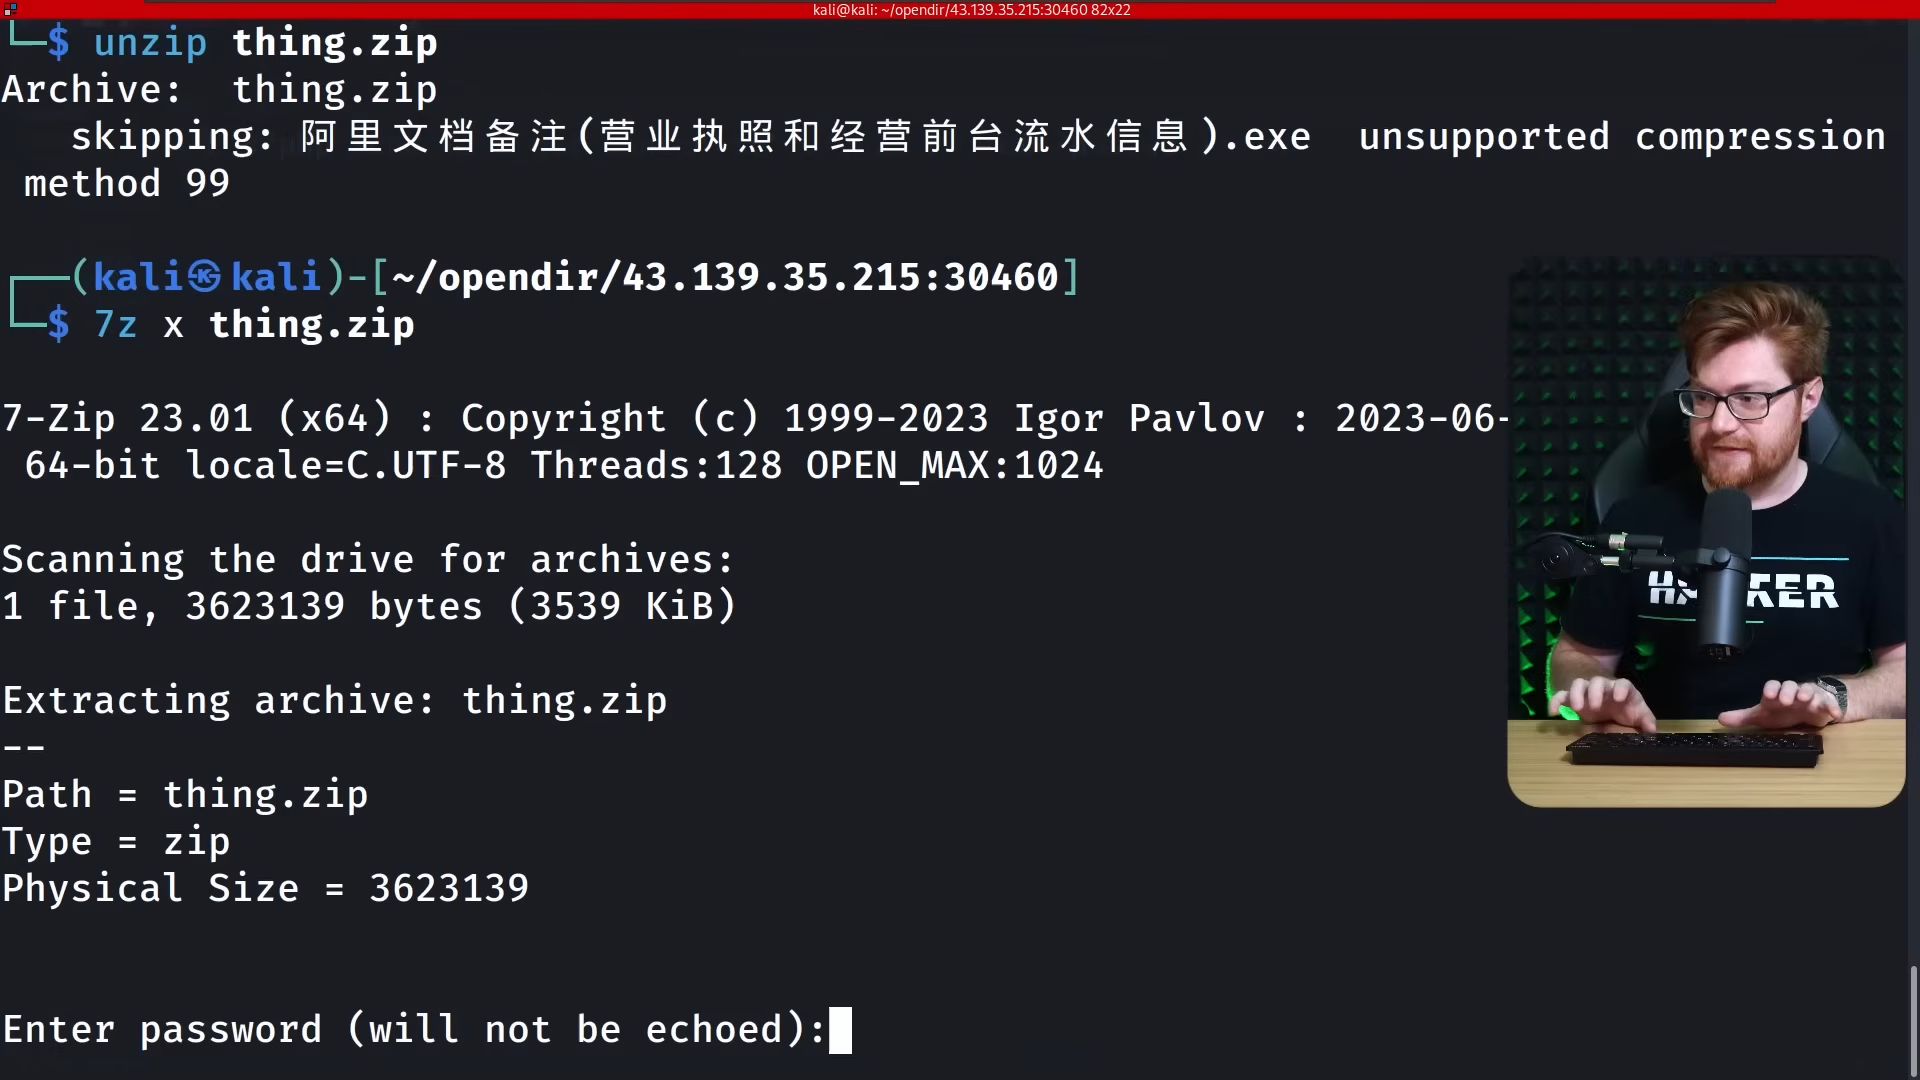 kali@kali: ~/opendir/43.139.35.215:30460 82x22
└─$ unzip thing.zip
Archive:  thing.zip
   skipping: 阿里文档备注(营业执照和经营前台流水信息).exe  unsupported compression
 method 99
┌──(kali㉿kali)-[~/opendir/43.139.35.215:30460]
└─$ 7z x thing.zip
7-Zip 23.01 (x64) : Copyright (c) 1999-2023 Igor Pavlov : 2023-06-
 64-bit locale=C.UTF-8 Threads:128 OPEN_MAX:1024
Scanning the drive for archives:
1 file, 3623139 bytes (3539 KiB)
Extracting archive: thing.zip
--
Path = thing.zip
Type = zip
Physical Size = 3623139
Enter password (will not be echoed):